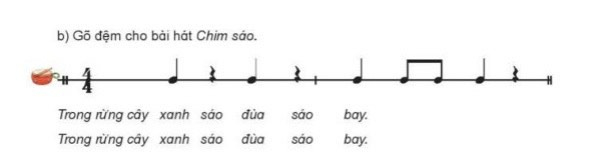 b) Gõ đệm cho bài hát Chim sáo.
4
4
Trong rừng cây xanh sáo đùa sáo bay.
Trong rừng cây xanh sáo đùa sáo bay.